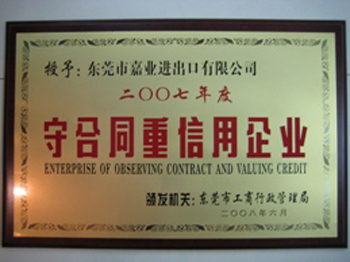 授予:东莞市嘉业进出口有限公司
二〇〇七年度
守合同重信用企业
ENTERPRISE OF OBSERVING CONTRACT AND VALUING CREDIT
颁发机关:东莞市工商行政管理局
二〇〇八年六月